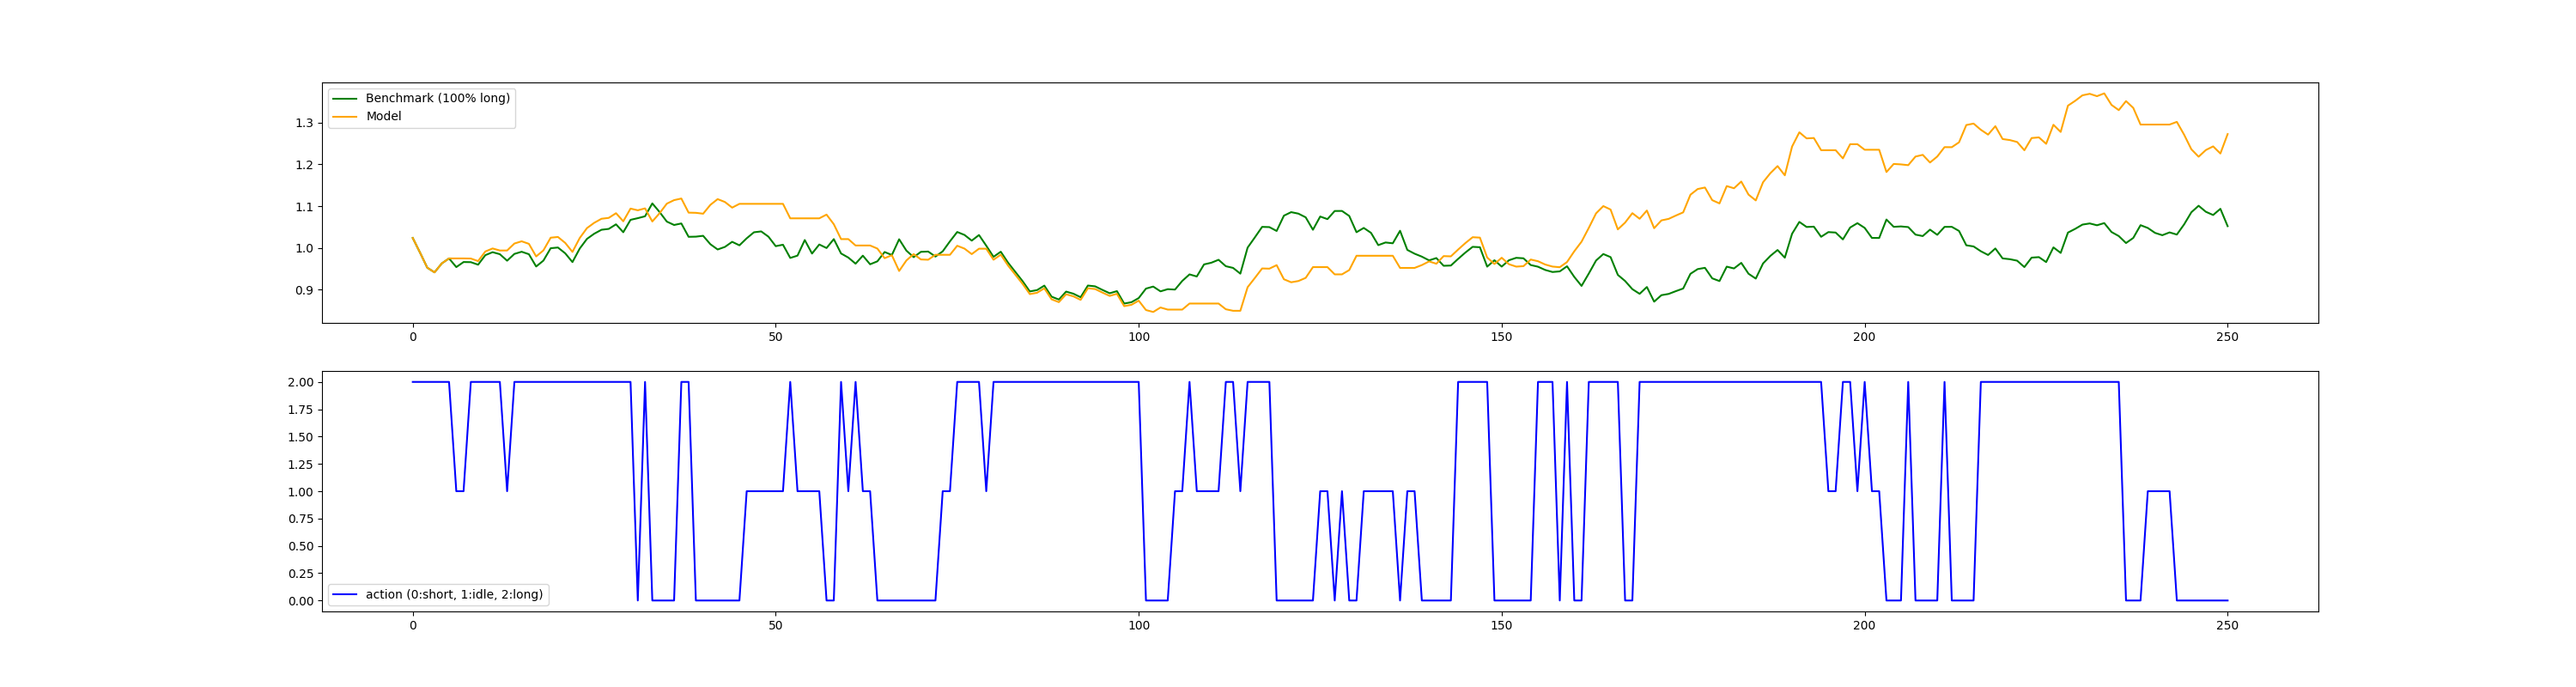 Benchmark (100% long)
Model
1.3
1.2
1.1
1.0
0.9
0 50 100 150 200 250
2.00
1.75
1.50
1.25
1.00
0.75
0.50
0.25
0.00
action (0:short, 1:idle, 2:long)
0 50 100 150 200 250